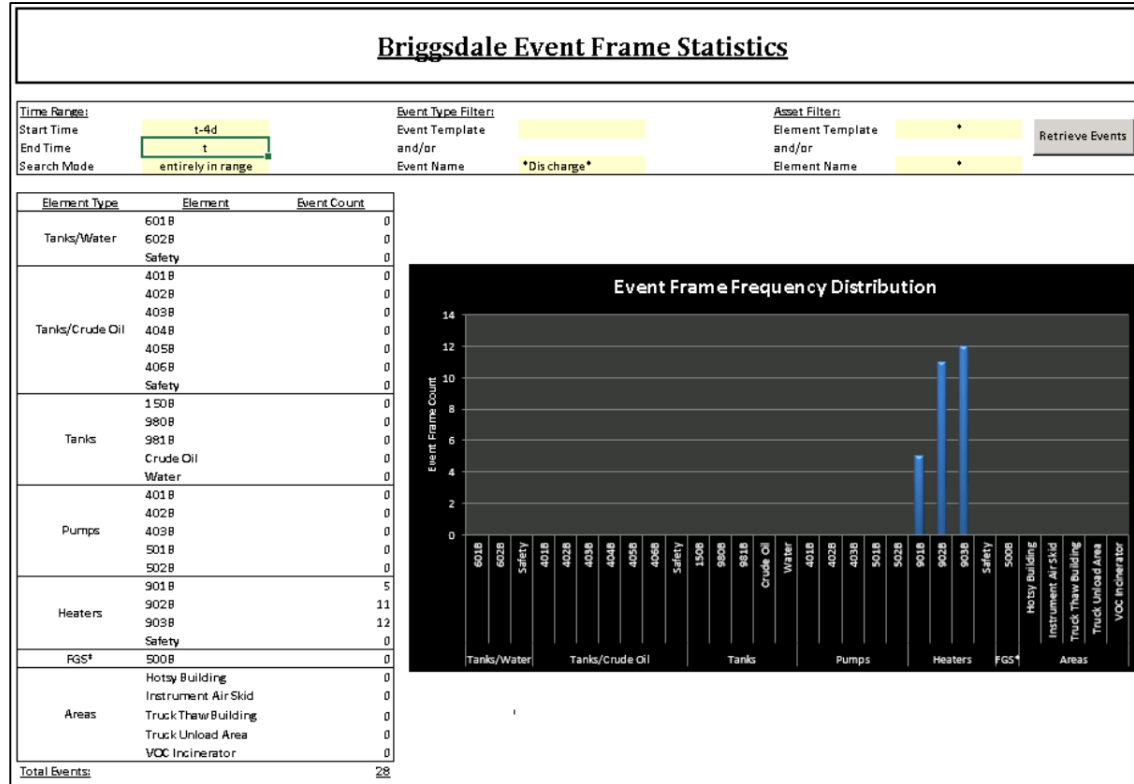 Briggsdale Event Frame Statistics
Time Range: Event Type Filter: Asset Filter:
Start Time t-4d Event Template Element Template *
End Time t and/or and/or Retrieve Events
Search Mode entirely in range Event Name *Discharge* Element Name *
Element Type Element Event Count
Tanks/Water
601B 0
602B 0
Safety 0
Tanks/Crude Oil
401B 0
402B 0
403B 0
404B 0
405B 0
406B 0
Safety 0
Tanks
150B 0
980B 0
981B 0
Crude Oil 0
Water 0
Pumps
401B 0
402B 0
403B 0
501B 0
502B 0
Heaters
901B 5
902B 11
903B 12
Safety 0
FGS* 500B 0
Areas
Hotsy Building 0
Instrument Air Skid 0
Truck Thaw Building 0
Truck Unload Area 0
VOC Incinerator 0
Total Events: 28
Event Frame Frequency Distribution
Event Frame Count
14
12
10
8
6
4
2
0
601B
602B
Safety
401B
402B
403B
404B
405B
406B
Safety
150B
980B
981B
Crude Oil
Water
401B
402B
403B
501B
502B
901B
902B
903B
Safety
500B
Hotsy Building
Instrument Air Skid
Truck Thaw Building
Truck Unload Area
VOC Incinerator
Tanks/Water Tanks/Crude Oil Tanks Pumps Heaters FGS* Areas